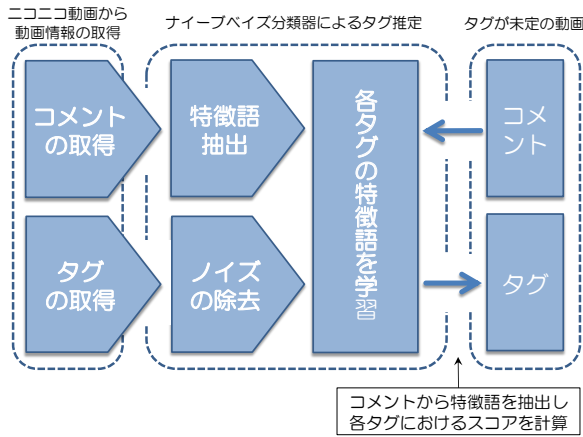 ニコニコ動画から
動画情報の取得
ナイーブベイズ分類器によるタグ推定
タグが未定の動画
コメント
の取得
特徴語
抽出
各タグの特徴語を学習
コメ
ント
タグ
の取得
ノイズ
の除去
タグ
コメントから特徴語を抽出し
各タグにおけるスコアを計算